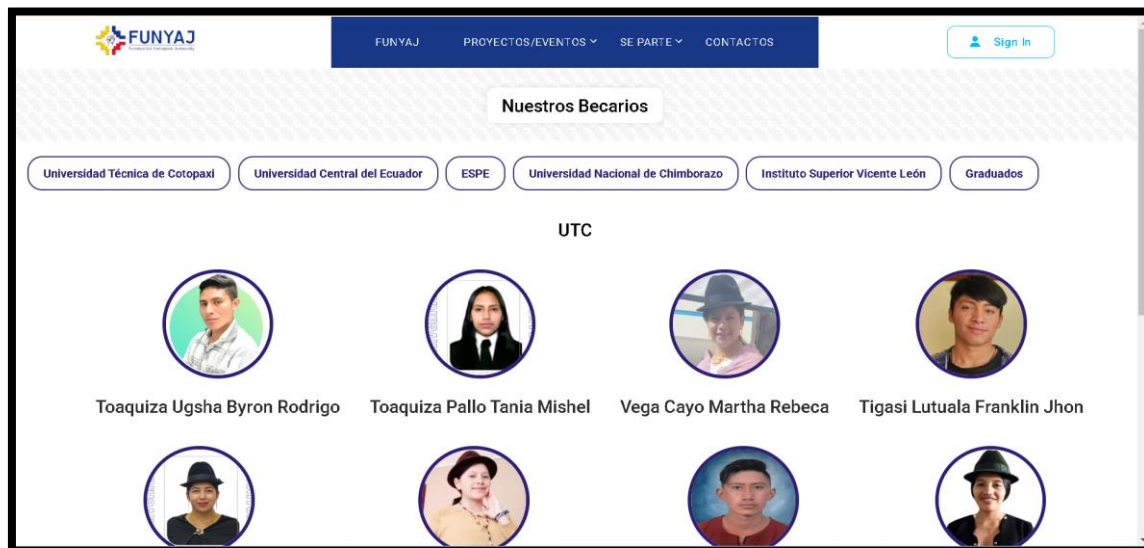 FUNYAJ
FUNYAJ PROYECTOS/EVENTOS SE PARTE CONTACTOS
Sign In
Nuestros Becarios
Universidad Técnica de Cotopaxi Universidad Central del Ecuador ESPE Universidad Nacional de Chimborazo Instituto Superior Vicente León Graduados
UTC
Toaquiza Ugsha Byron Rodrigo Toaquiza Pallo Tania Mishel Vega Cayo Martha Rebeca Tigasi Lutuala Franklin Jhon